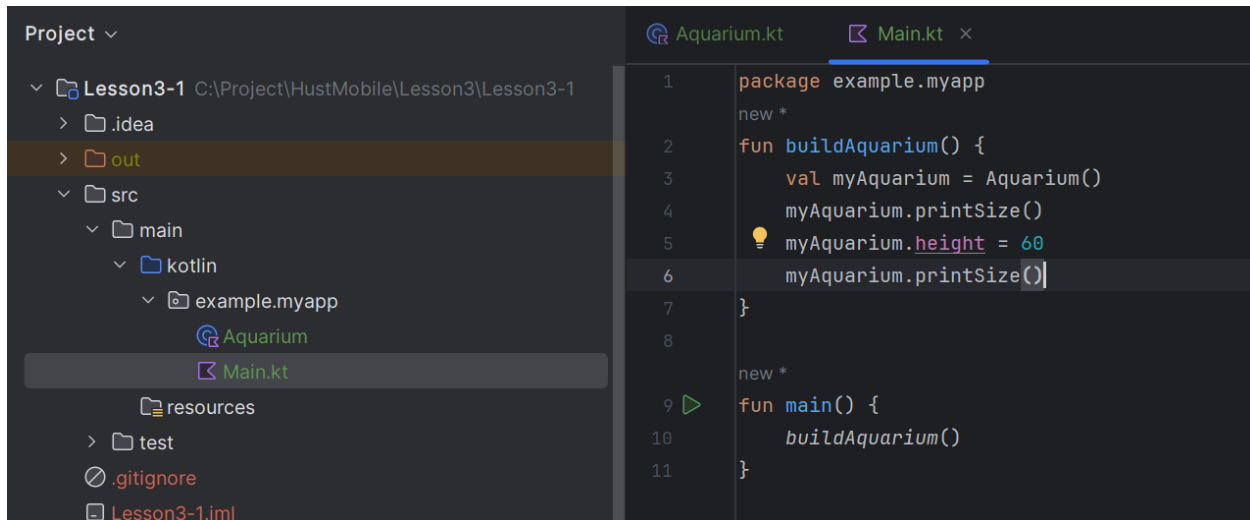 Project
Lesson3-1 C:\Project\HustMobile\Lesson3\Lesson3-1
.idea
out
src
main
kotlin
example.myapp
Aquarium
Main.kt
resources
test
.gitignore
Lesson3-1.iml
Aquarium.kt
Main.kt
1 package example.myapp
new *
2 fun buildAquarium() {
3 val myAquarium = Aquarium()
4 myAquarium.printSize()
5 myAquarium.height = 60
6 myAquarium.printSize()
7 }
8
new *
9 fun main() {
10 buildAquarium()
11 }